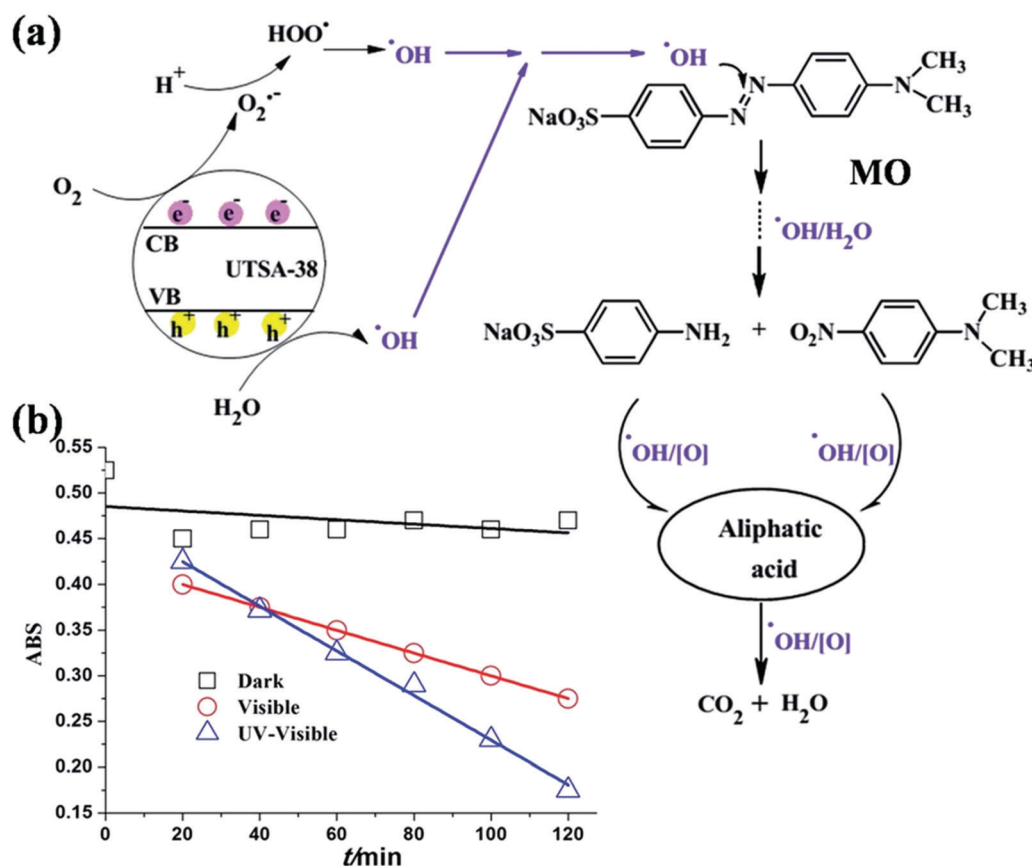 (a)
HOO•
•OH
•OH
H⁺
O₂•⁻
O₂
e⁻ e⁻ e⁻
CB
UTSA-38
VB
h⁺ h⁺ h⁺
•OH
H₂O
N
N
N
CH₃
CH₃
NaO₃S
MO
•OH/H₂O
NaO₃S
NH₂
+
O₂N
N
CH₃
CH₃
•OH/[O]
•OH/[O]
Aliphatic
acid
•OH/[O]
CO₂ + H₂O
(b)
0.55
0.50
0.45
0.40
0.35
0.30
0.25
0.20
0.15
ABS
Dark
Visible
UV-Visible
0 20 40 60 80 100 120
t/min